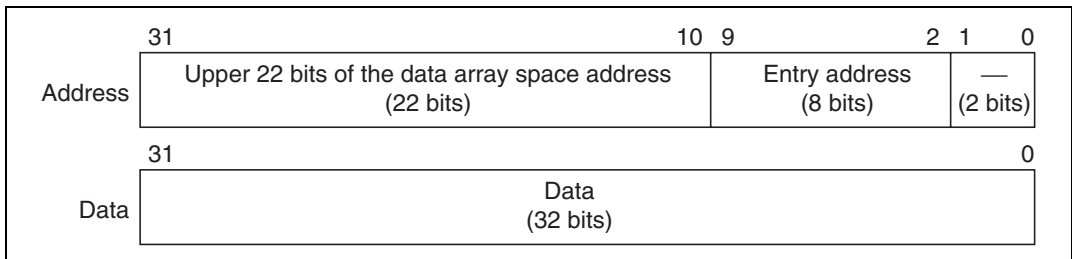 31 10 9 2 1 0
Address Upper 22 bits of the data array space address Entry address —
(22 bits) (8 bits) (2 bits)
31 0
Data Data
(32 bits)